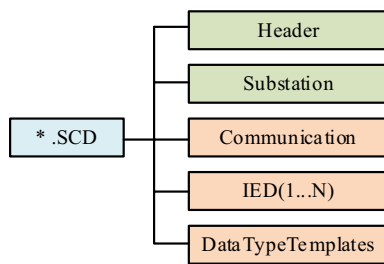 Header
Substation
* .SCD
Communication
IED(1...N)
DataTypeTemplates